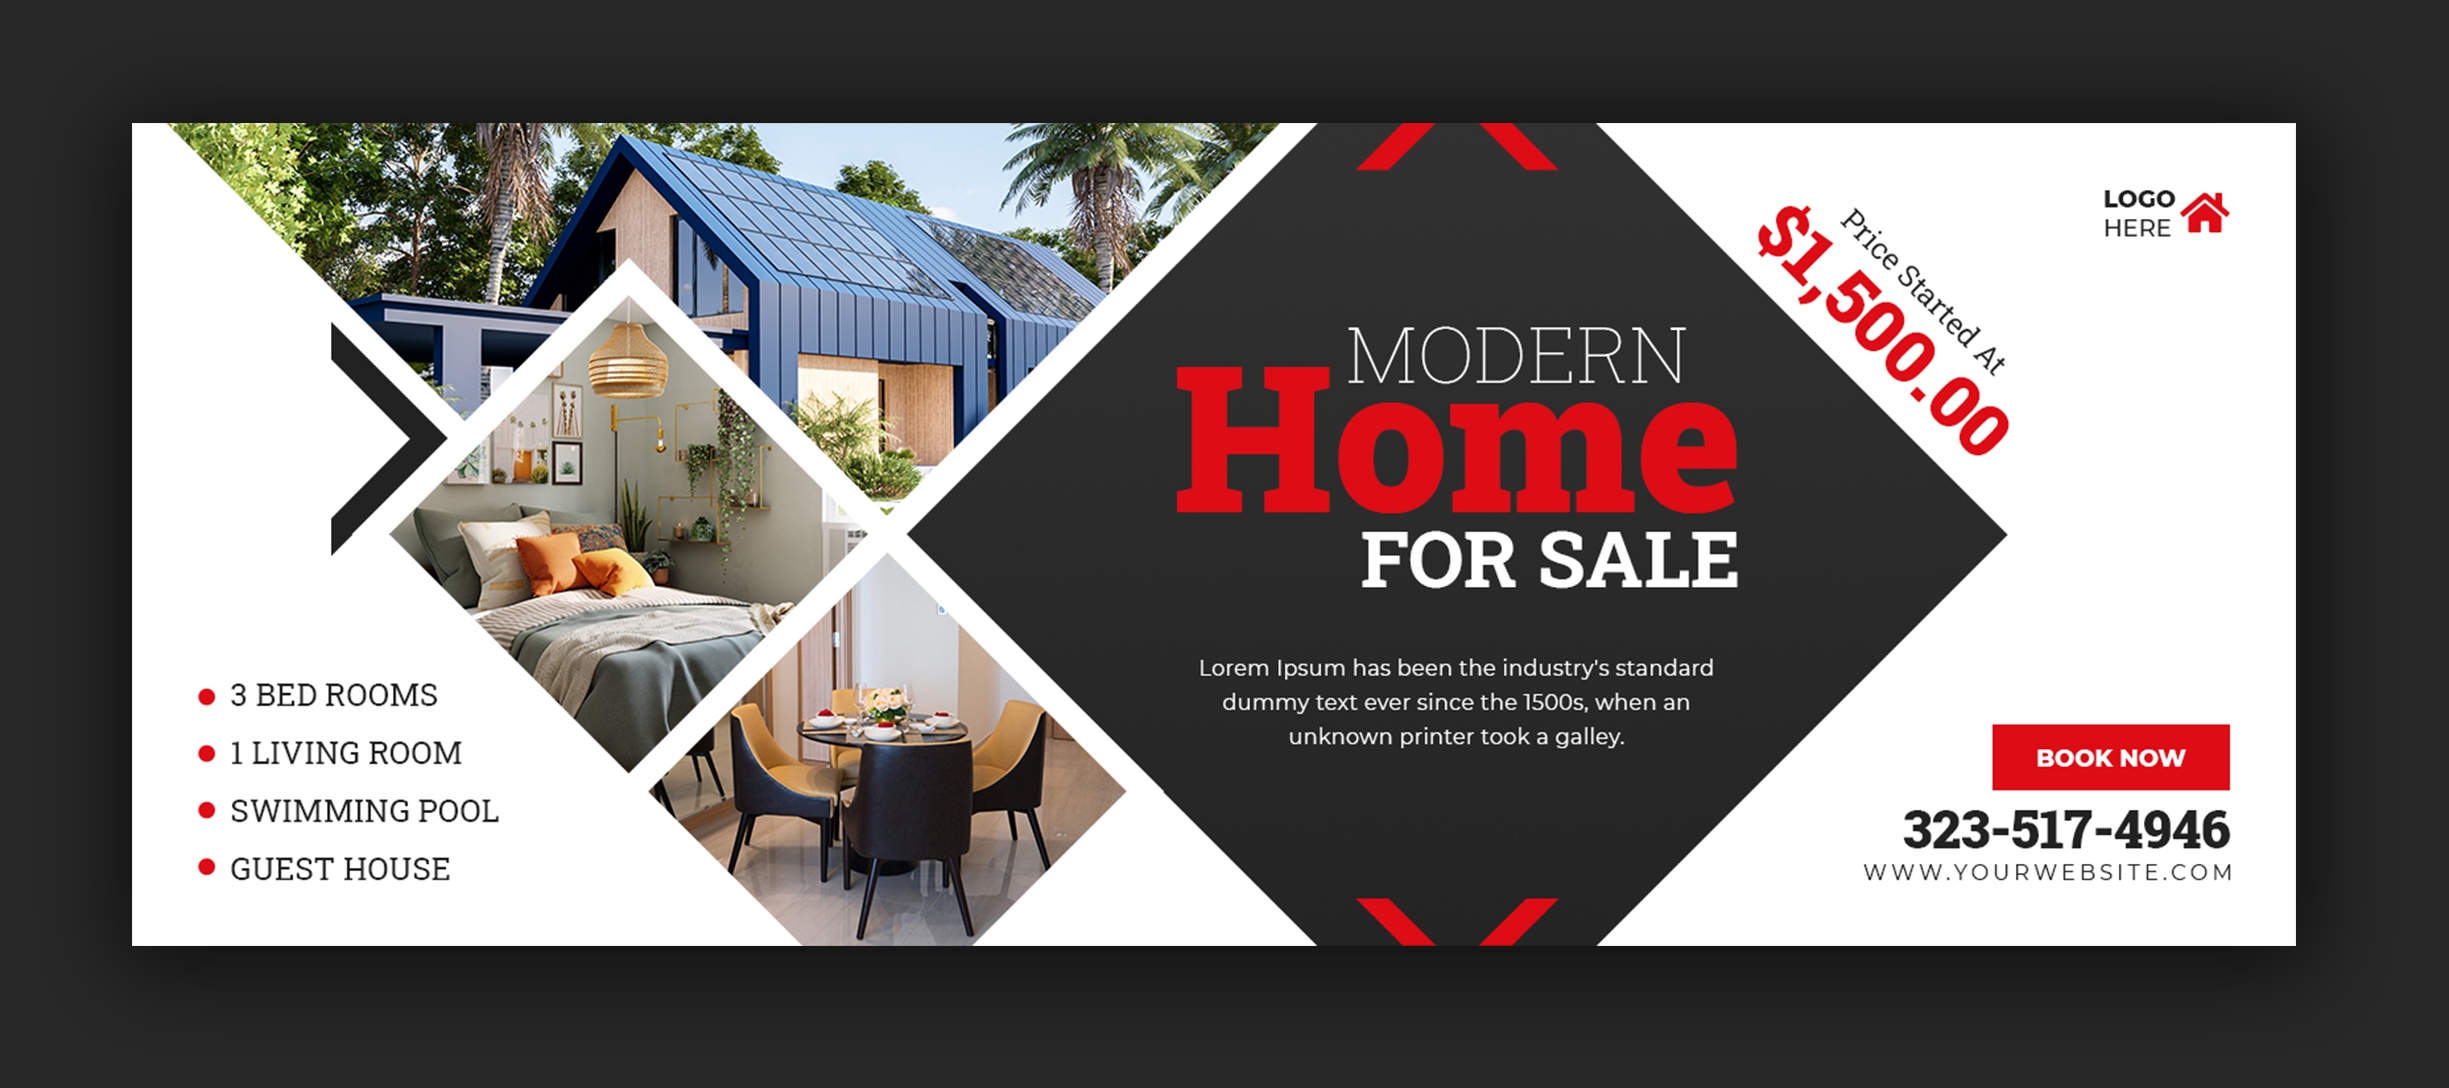 LOGO
HERE
Price Started At
$1,500.00
MODERN
Home
FOR SALE
Lorem Ipsum has been the industry's standard
dummy text ever since the 1500s, when an
unknown printer took a galley.
3 BED ROOMS
1 LIVING ROOM
SWIMMING POOL
GUEST HOUSE
BOOK NOW
323-517-4946
WWW.YOURWEBSITE.COM